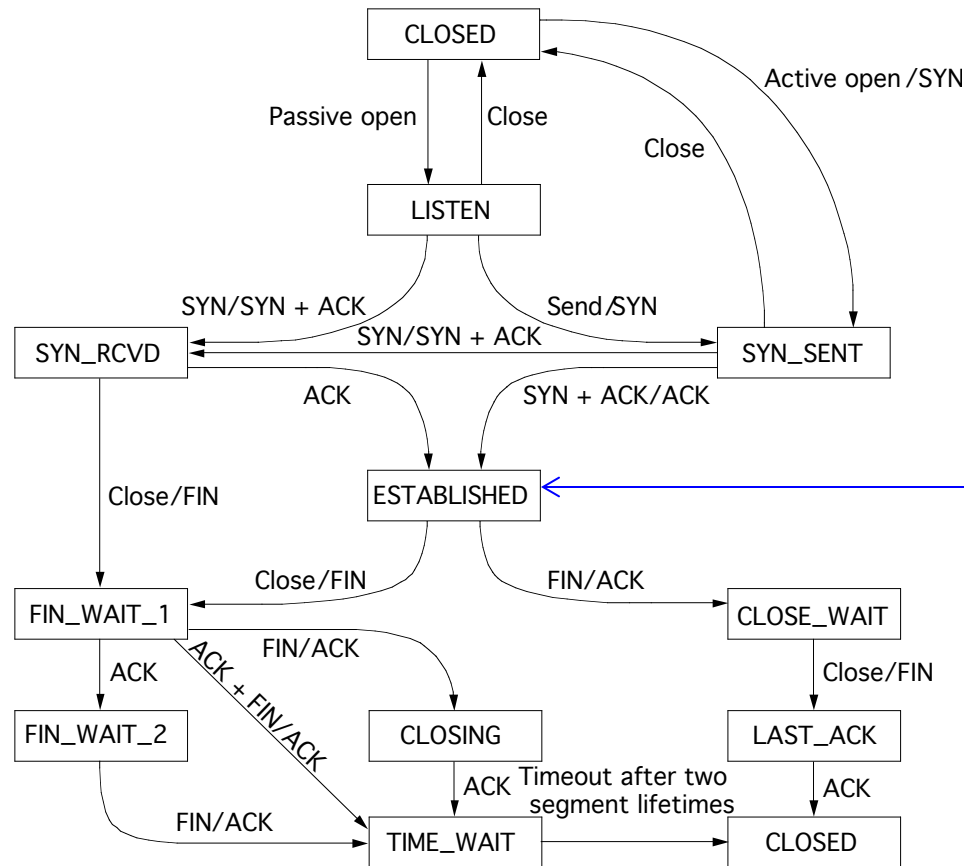 CLOSED
Active open /SYN
Passive open
Close
Close
LISTEN
SYN/SYN + ACK
Send/SYN
SYN/SYN + ACK
SYN_RCVD
SYN_SENT
ACK
SYN + ACK/ACK
ESTABLISHED
Close/FIN
Close/FIN
FIN/ACK
FIN_WAIT_1
CLOSE_WAIT
FIN/ACK
ACK + FIN/ACK
ACK
Close/FIN
FIN_WAIT_2
CLOSING
LAST_ACK
ACK
Timeout after two
segment lifetimes
ACK
FIN/ACK
TIME_WAIT
CLOSED